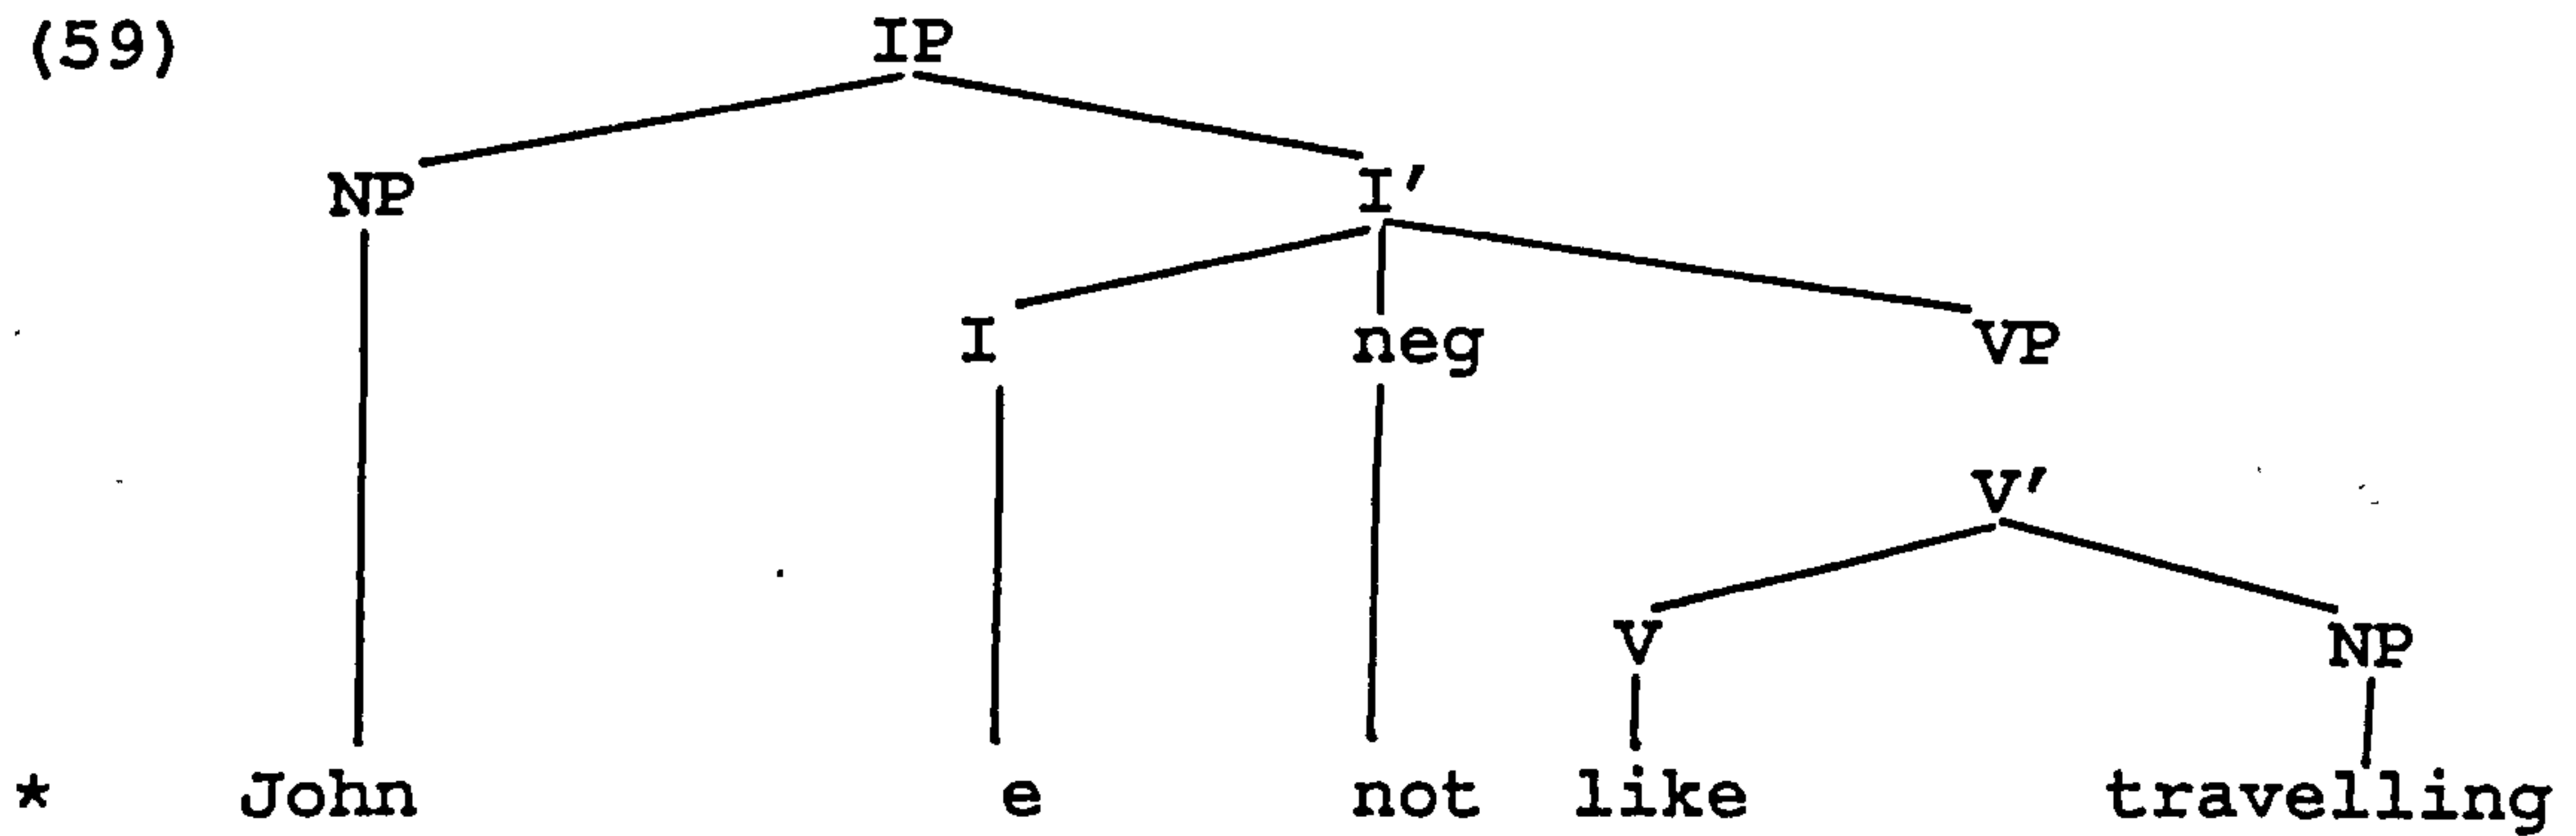 (59) IP
NP I'
I neg VP
V'
V NP
* John e not like travelling